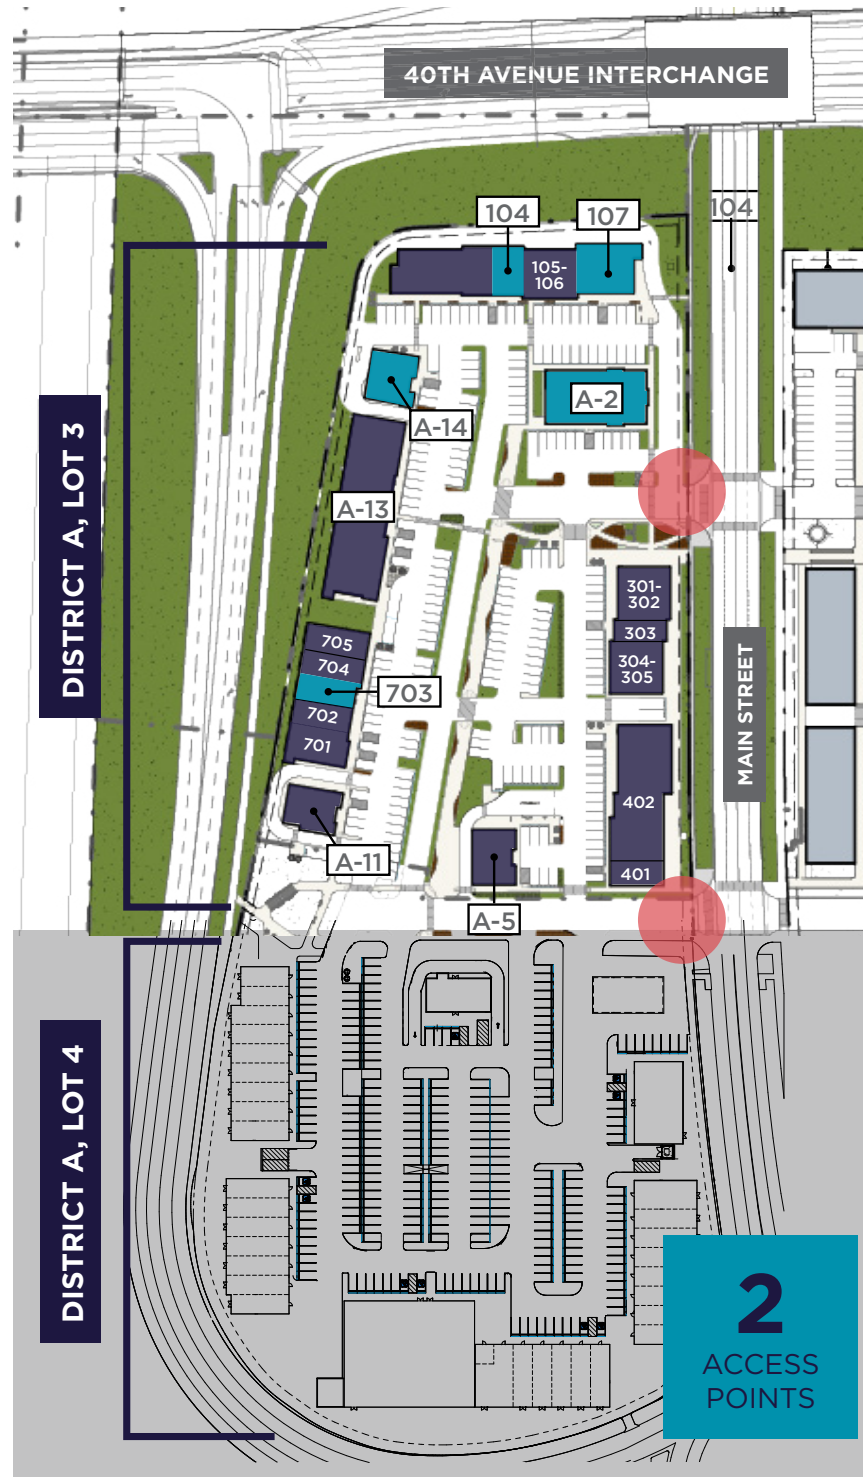 40TH AVENUE INTERCHANGE
104
107
104
105-
106
A-14
A-2
DISTRICT A, LOT 3
A-13
301-
302
303
304-
305
705
704
703
702
701
MAIN STREET
402
401
A-11
A-5
DISTRICT A, LOT 4
2
ACCESS
POINTS